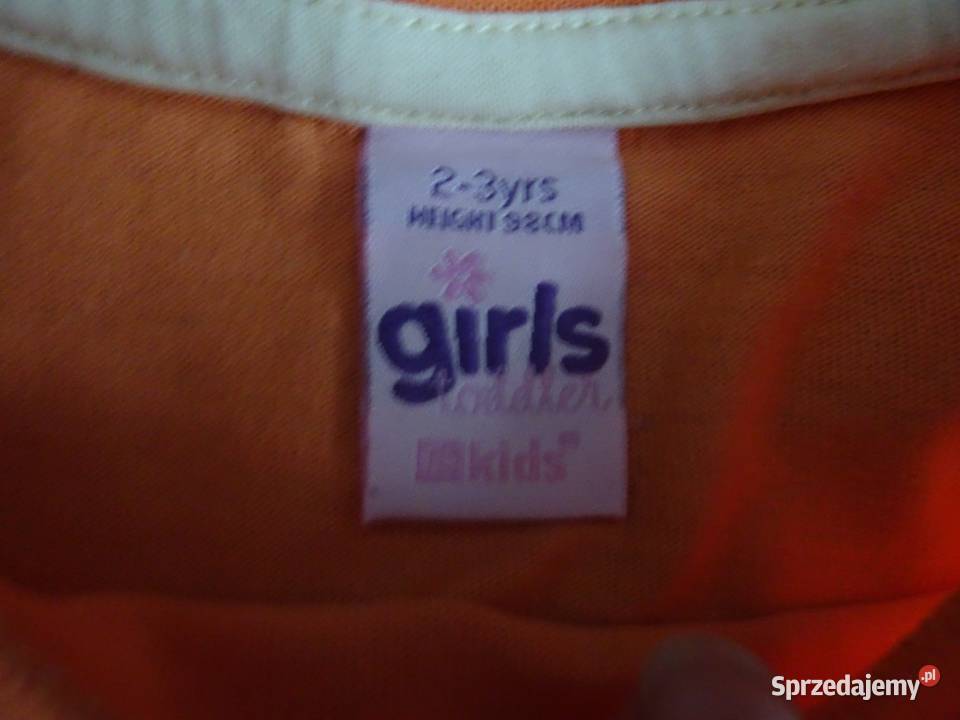 2-3yrs
HEIGHT 98CM
girls
toddler
kids
Sprzedajemy.pl